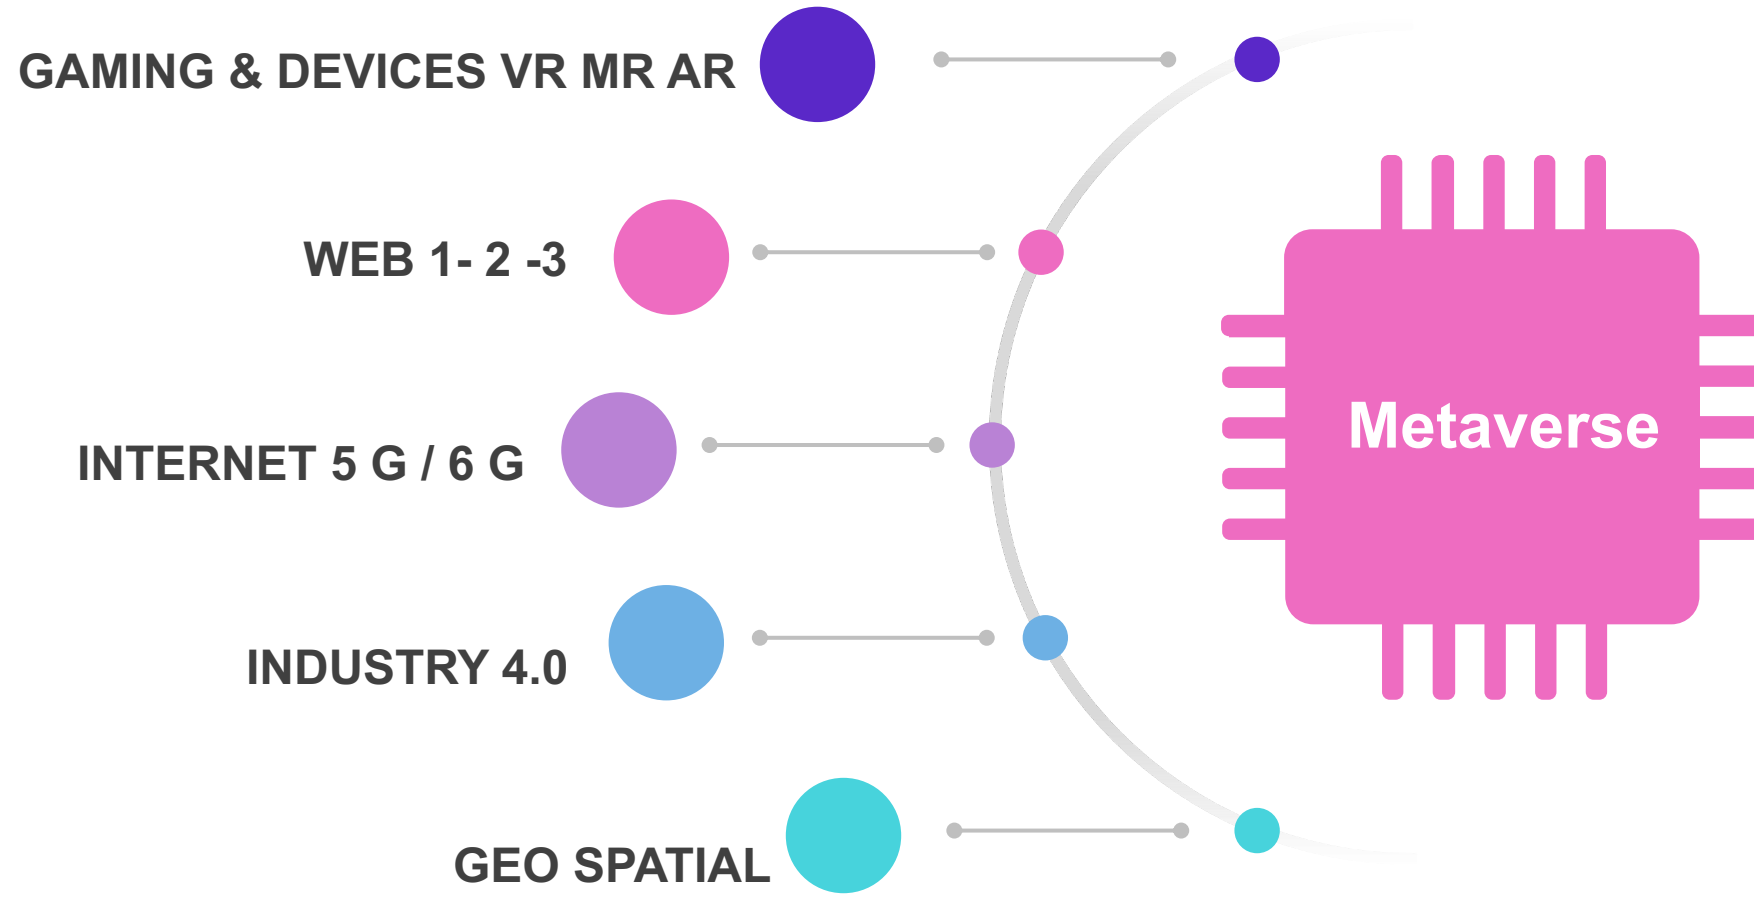 GAMING & DEVICES VR MR AR
WEB 1- 2 -3
INTERNET 5 G / 6 G
INDUSTRY 4.0
GEO SPATIAL
Metaverse